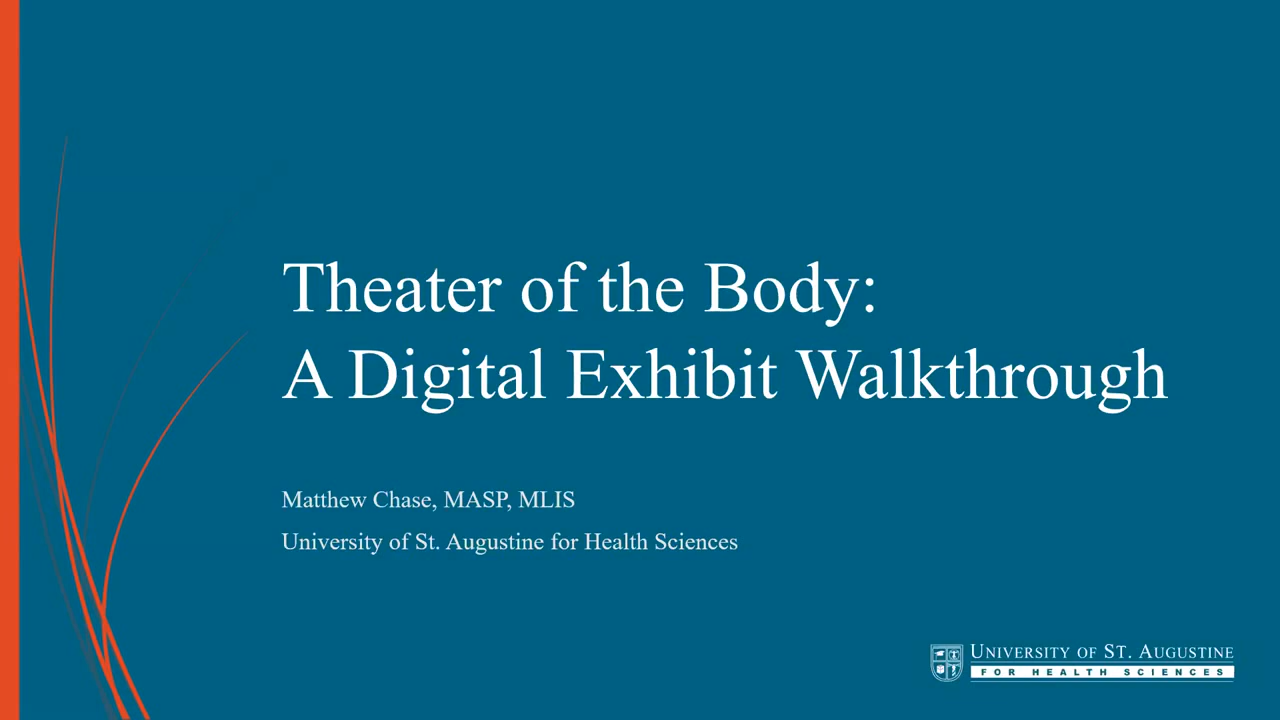 Theater of the Body:
A Digital Exhibit Walkthrough
Matthew Chase, MASP, MLIS
University of St. Augustine for Health Sciences
UNIVERSITY OF ST. AUGUSTINE
FOR HEALTH SCIENCES